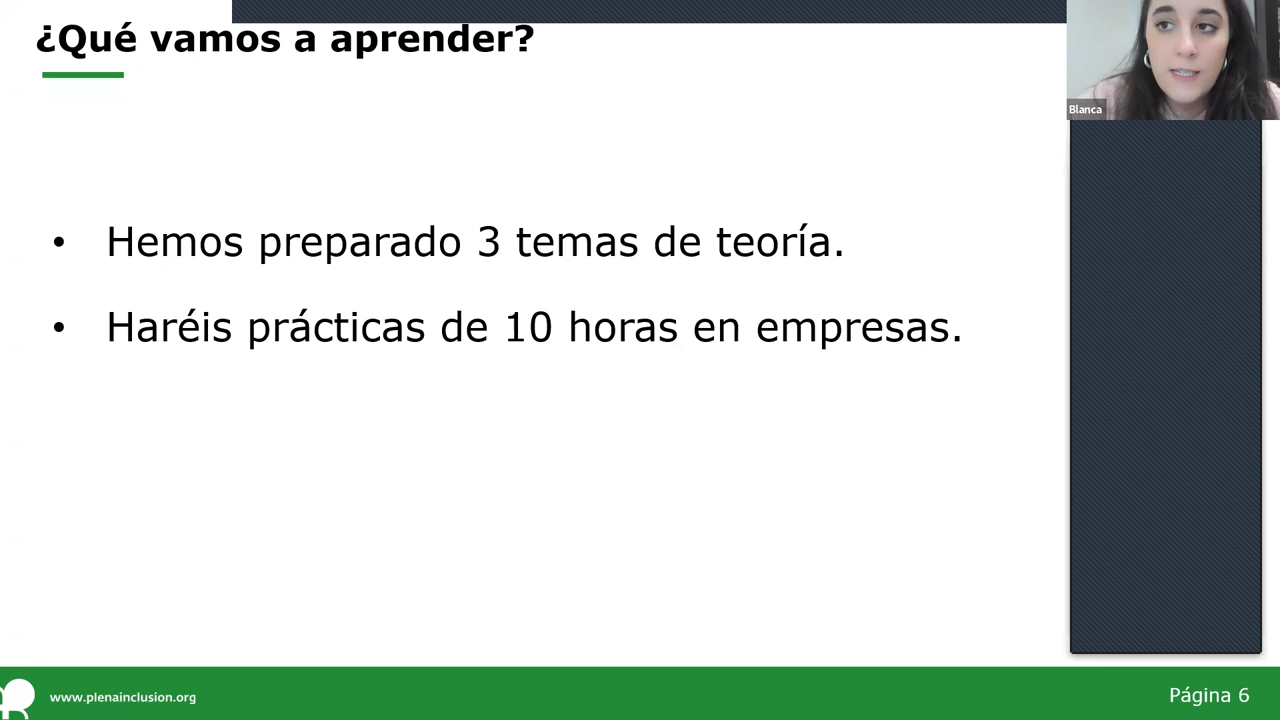 ¿Qué vamos a aprender?
Blanca
• Hemos preparado 3 temas de teoría.
• Haréis prácticas de 10 horas en empresas.
www.plenainclusion.org
Página 6